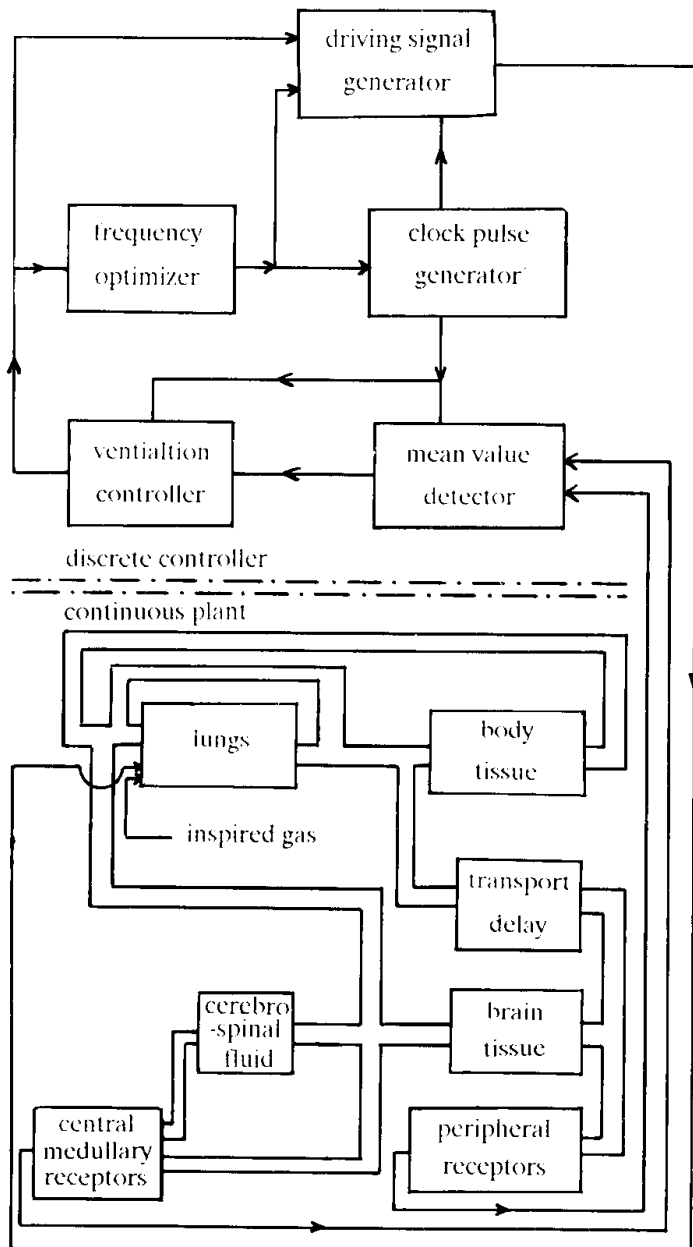 driving signal
generator
frequency
optimizer
clock pulse
generator
ventialtion
controller
mean value
detector
discrete controller
continuous plant
lungs
body
tissue
inspired gas
transport
delay
cerebro
-spinal
fluid
brain
tissue
central
medullary
receptors
peripheral
receptors